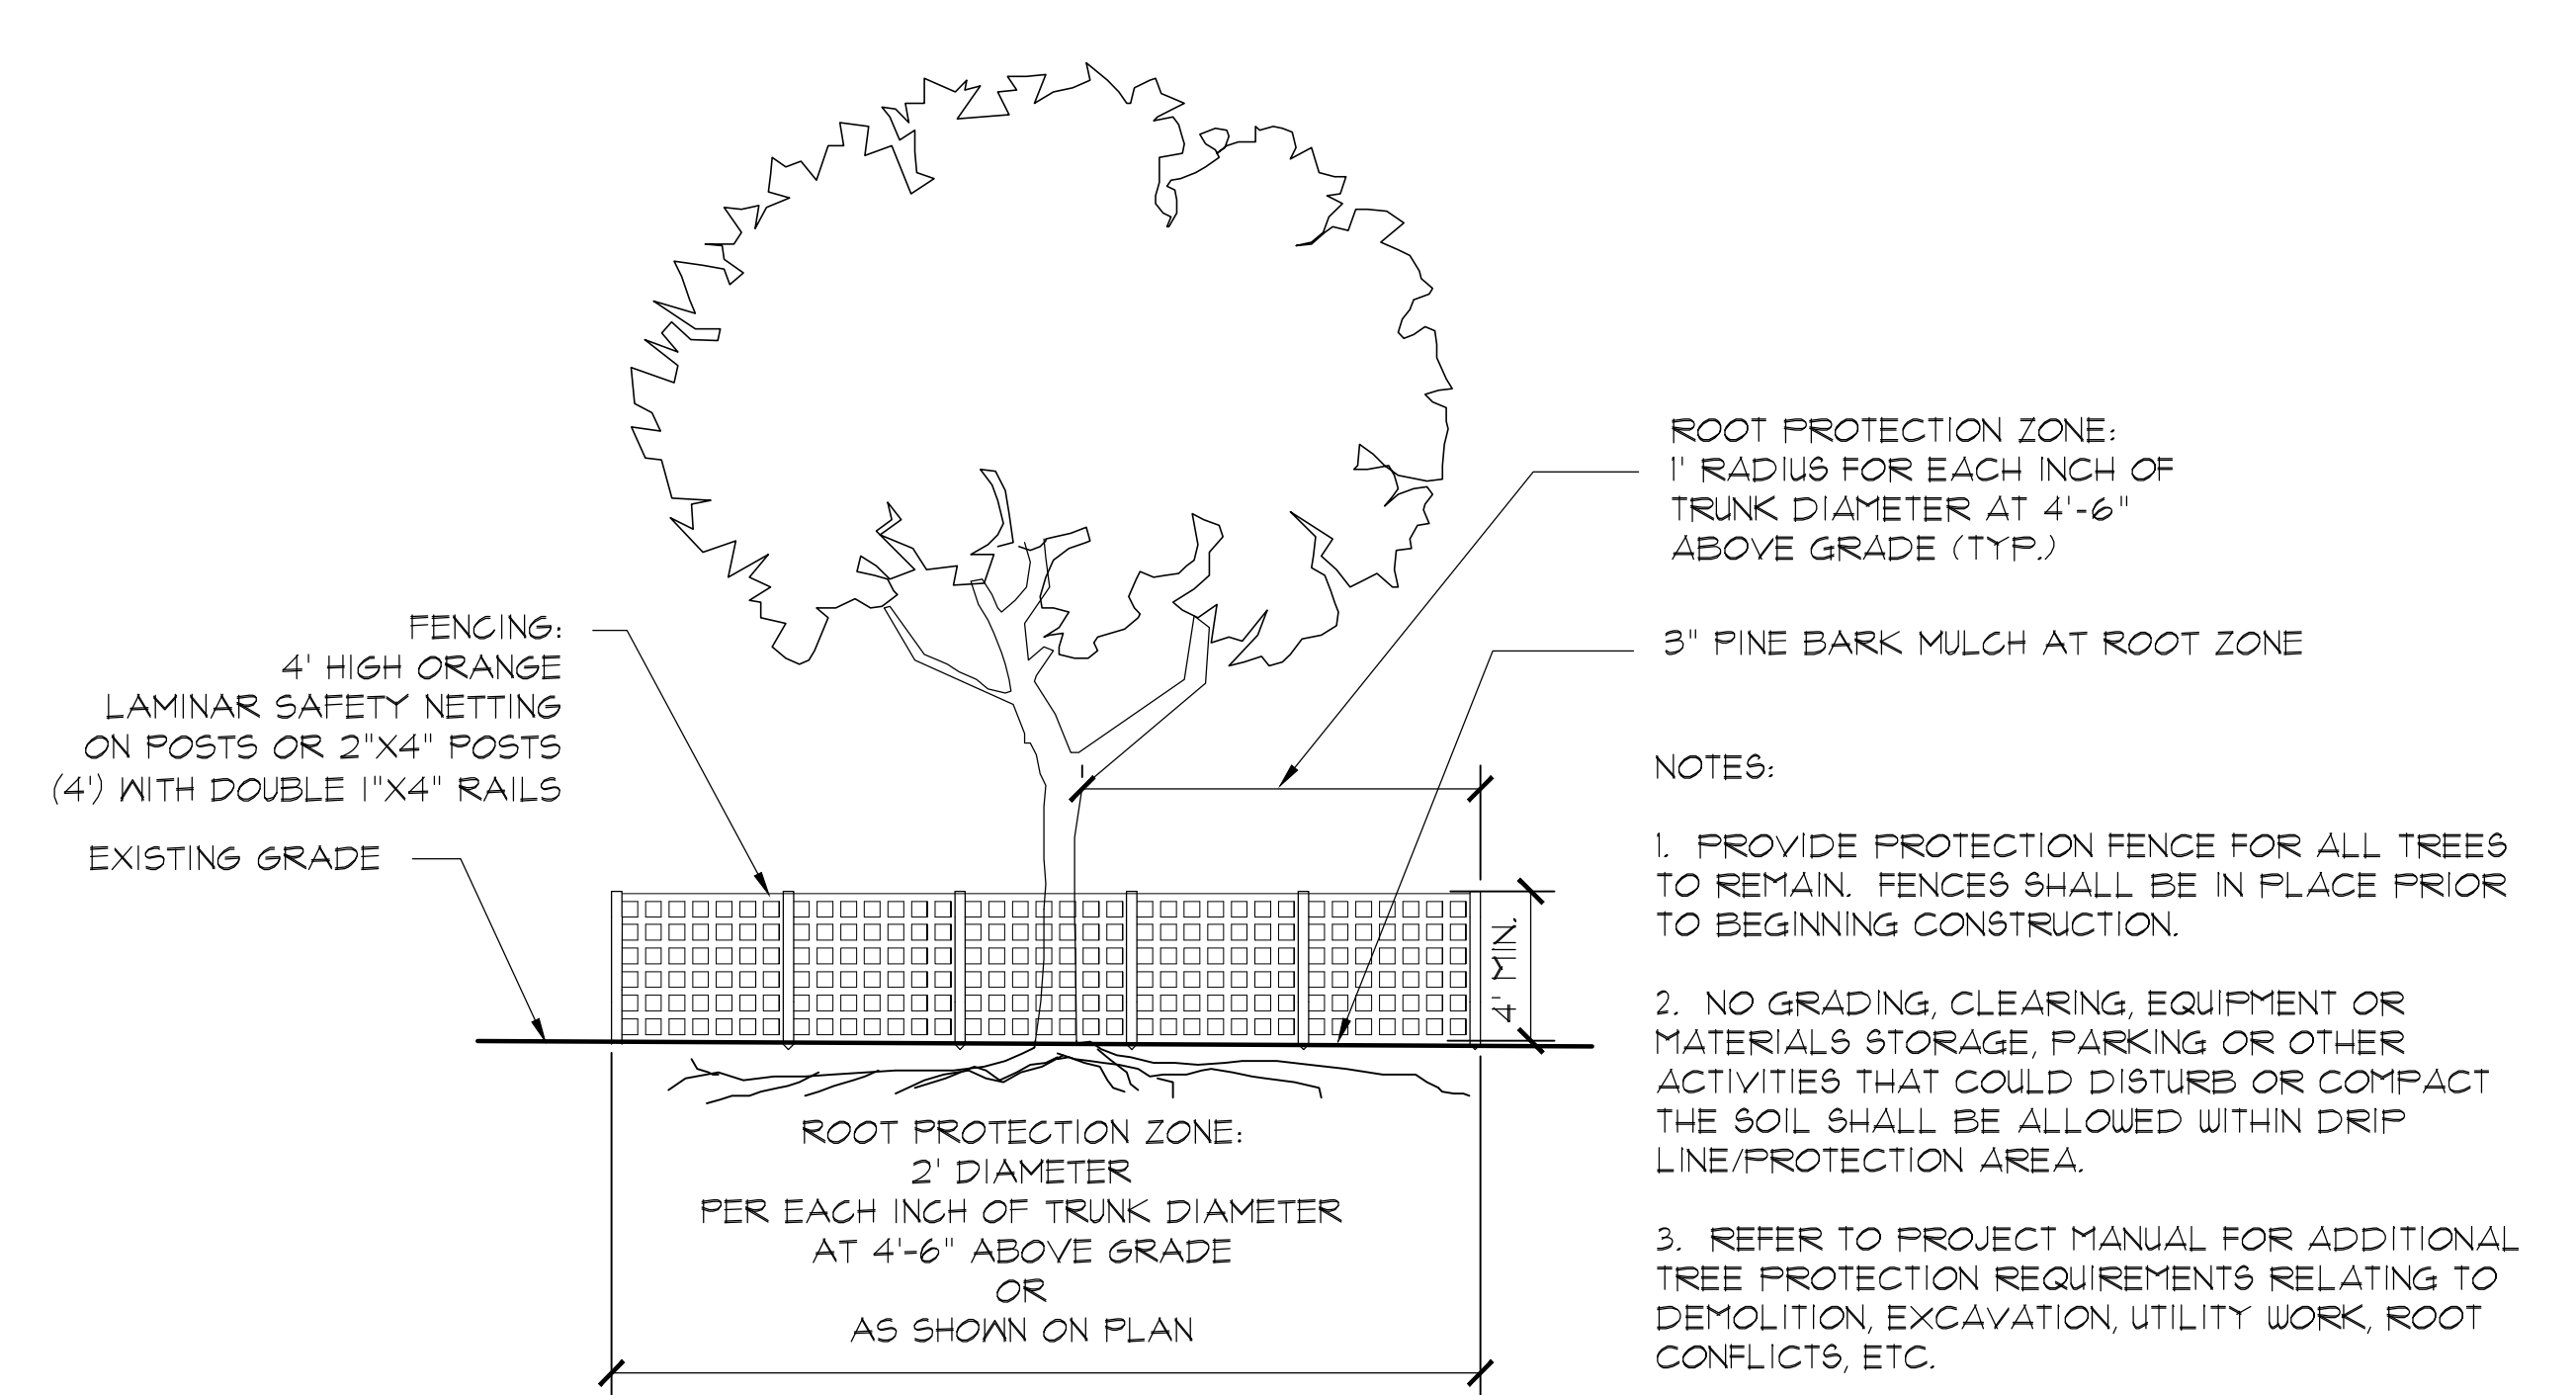 FENCING:
4' HIGH ORANGE
LAMINAR SAFETY NETTING
ON POSTS OR 2"X4" POSTS
(4') WITH DOUBLE 1"X4" RAILS
EXISTING GRADE
ROOT PROTECTION ZONE:
1' RADIUS FOR EACH INCH OF
TRUNK DIAMETER AT 4'-6"
ABOVE GRADE (TYP.)
3" PINE BARK MULCH AT ROOT ZONE
4' MIN.
ROOT PROTECTION ZONE:
2' DIAMETER
PER EACH INCH OF TRUNK DIAMETER
AT 4'-6" ABOVE GRADE
OR
AS SHOWN ON PLAN
NOTES:
1. PROVIDE PROTECTION FENCE FOR ALL TREES
TO REMAIN. FENCES SHALL BE IN PLACE PRIOR
TO BEGINNING CONSTRUCTION.
2. NO GRADING, CLEARING, EQUIPMENT OR
MATERIALS STORAGE, PARKING OR OTHER
ACTIVITIES THAT COULD DISTURB OR COMPACT
THE SOIL SHALL BE ALLOWED WITHIN DRIP
LINE/PROTECTION AREA.
3. REFER TO PROJECT MANUAL FOR ADDITIONAL
TREE PROTECTION REQUIREMENTS RELATING TO
DEMOLITION, EXCAVATION, UTILITY WORK, ROOT
CONFLICTS, ETC.